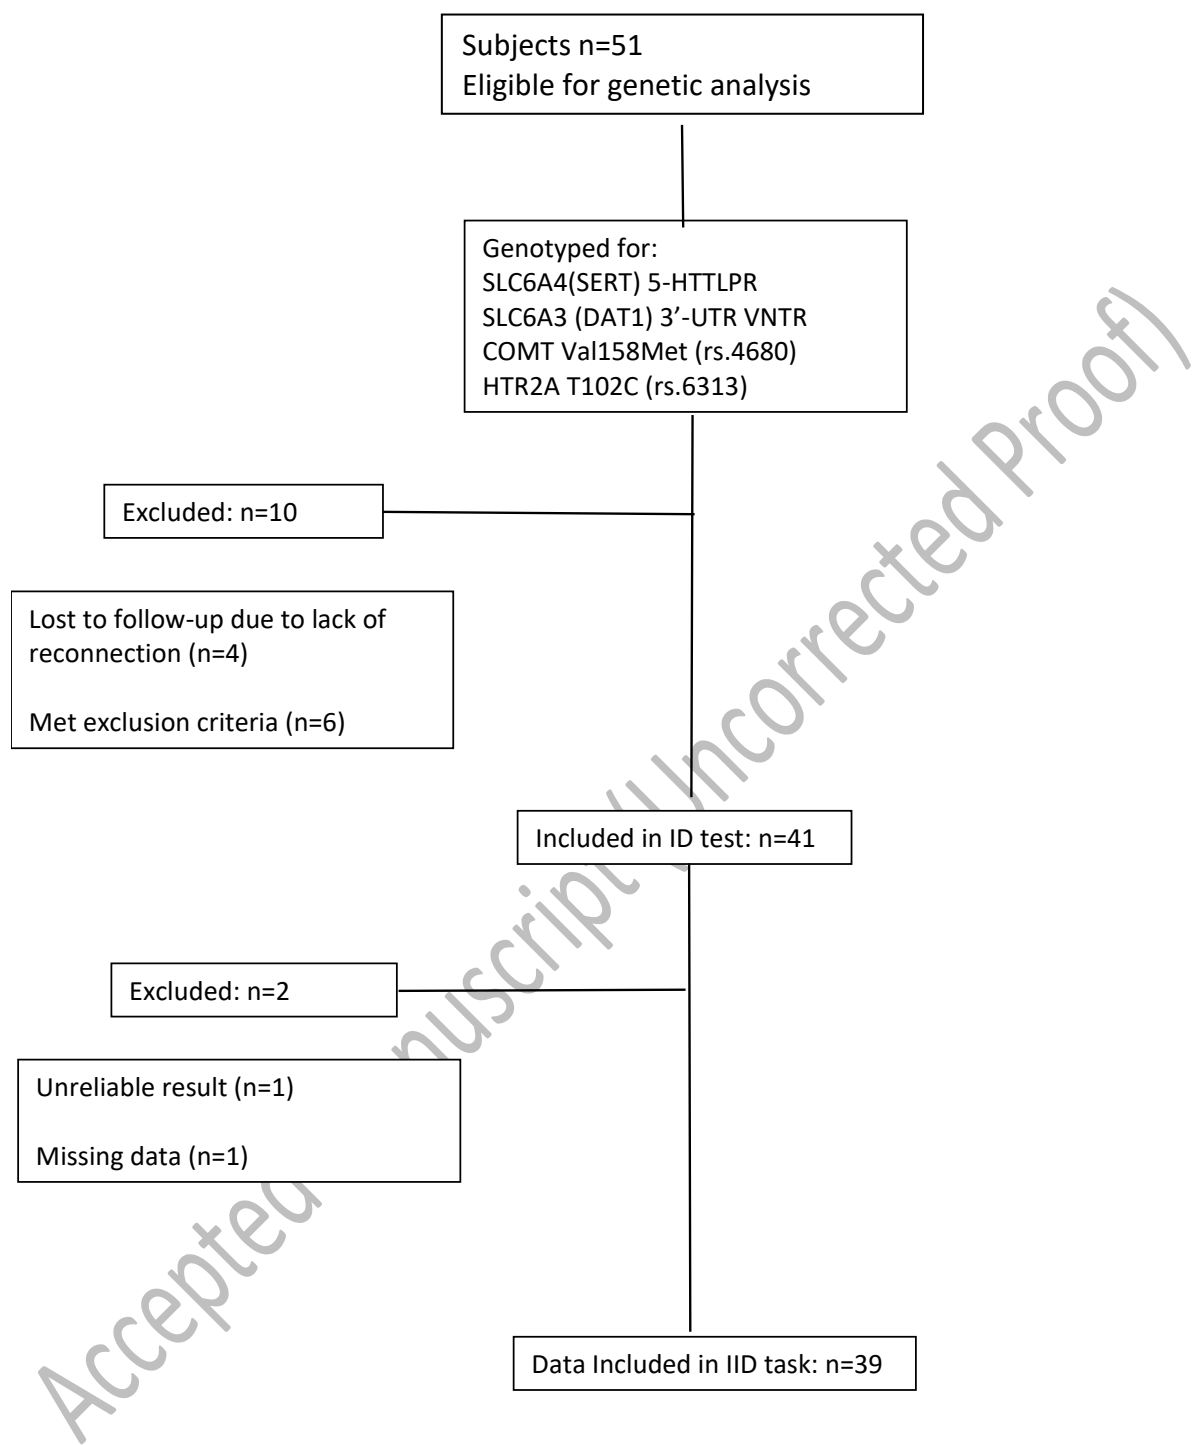 Subjects n=51
Eligible for genetic analysis
Genotyped for:
SLC6A4(SERT) 5-HTTLPR
SLC6A3 (DAT1) 3’-UTR VNTR
COMT Val158Met (rs.4680)
HTR2A T102C (rs.6313)
Excluded: n=10
Lost to follow-up due to lack of
reconnection (n=4)
Met exclusion criteria (n=6)
Included in ID test: n=41
Excluded: n=2
Unreliable result (n=1)
Missing data (n=1)
Data Included in IID task: n=39
Accepted Manuscript (Uncorrected Proof)